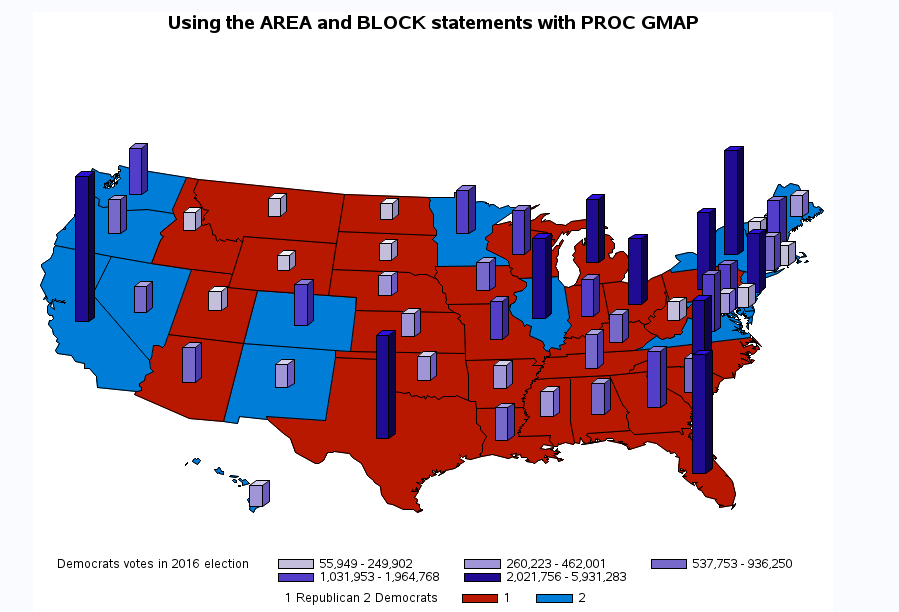 Using the AREA and BLOCK statements with PROC GMAP
Democrats votes in 2016 election 55,949 - 249,902 260,223 - 462,001 537,753 - 936,250
1,031,953 - 1,964,768 2,021,756 - 5,931,283
1 Republican 2 Democrats 1 2